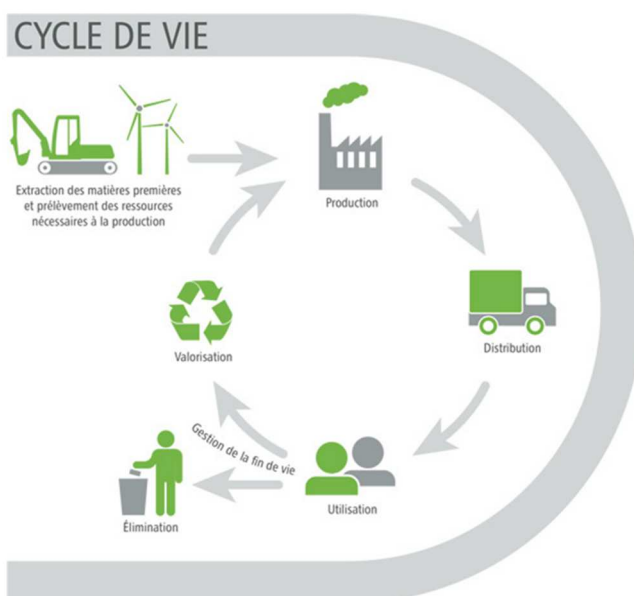 CYCLE DE VIE
Extraction des matières premières
et prélèvement des ressources
nécessaires à la production
Production
Distribution
Utilisation
Gestion de la fin de vie
Valorisation
Élimination